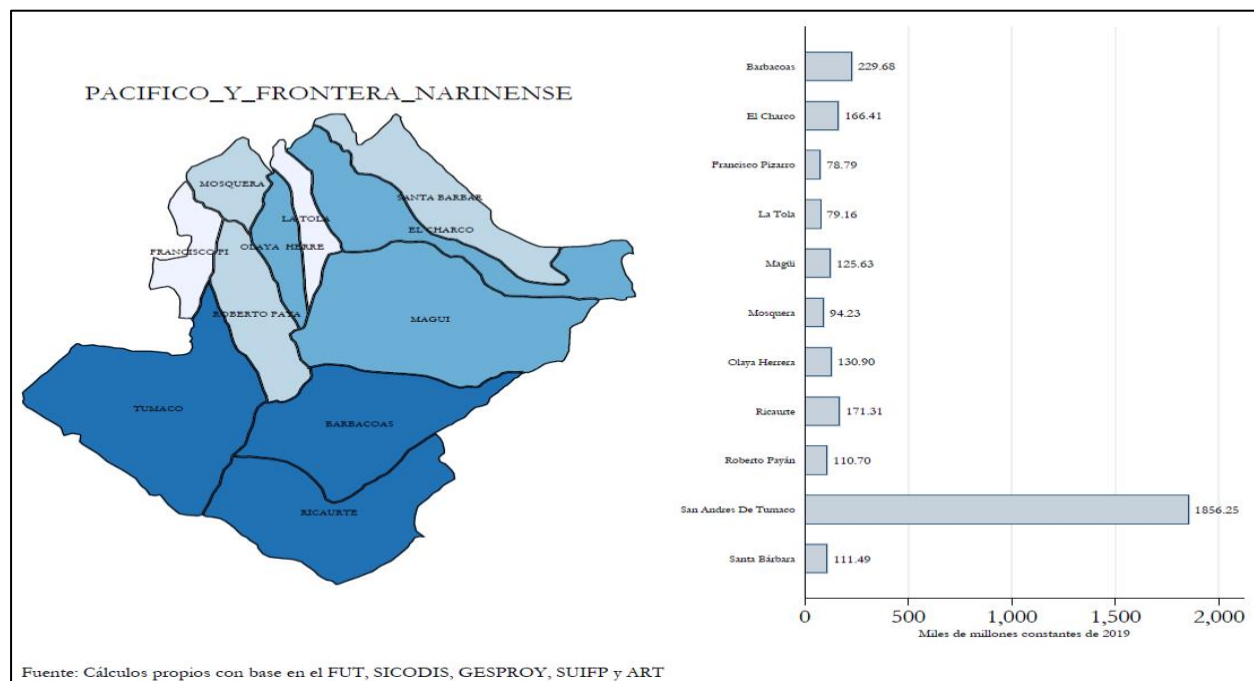 PACIFICO_Y_FRONTERA_NARINENSE
MOSQUERA
SANTA BARBAR
LA TOLA
EL CHARCO
FRANCISCO PI
OLAYA HERRE
ROBERTO PAYA
MAGUI
TUMACO
BARBACOAS
RICAURTE
Barbacoas
229.68
El Charco
166.41
Francisco Pizarro
78.79
La Tola
79.16
Magüi
125.63
Mosquera
94.23
Olaya Herrera
130.90
Ricaurte
171.31
Roberto Payán
110.70
San Andres De Tumaco
1856.25
Santa Bárbara
111.49
0 500 1,000 1,500 2,000
Miles de millones constantes de 2019
Fuente: Cálculos propios con base en el FUT, SICODIS, GESPROY, SUIFP y ART